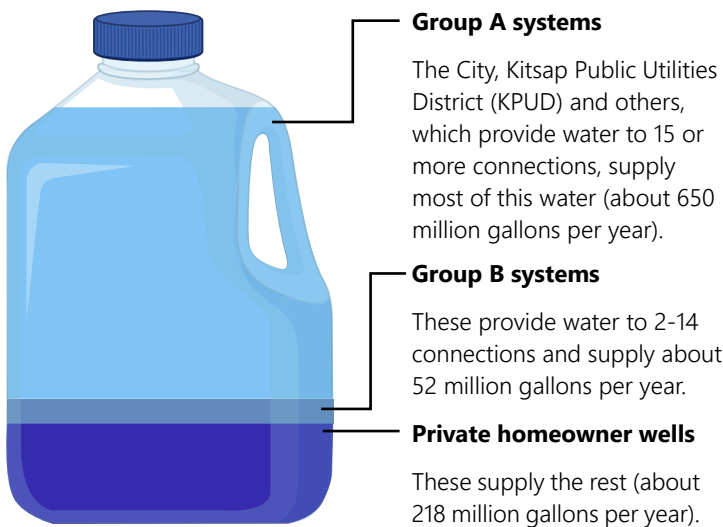 Group A systems
The City, Kitsap Public Utilities
District (KPUD) and others,
which provide water to 15 or
more connections, supply
most of this water (about 650
million gallons per year).
Group B systems
These provide water to 2-14
connections and supply about
52 million gallons per year.
Private homeowner wells
These supply the rest (about
218 million gallons per year).